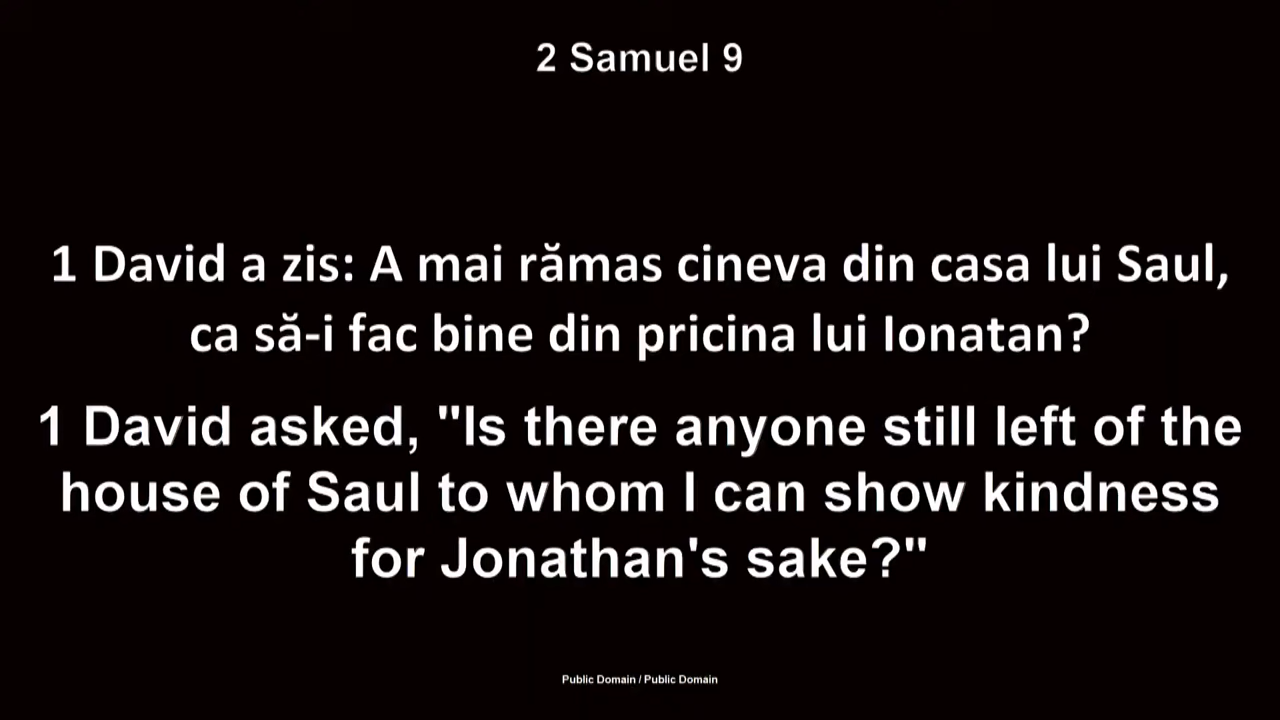 2 Samuel 9
1 David a zis: A mai rămas cineva din casa lui Saul,
ca să-i fac bine din pricina lui Ionatan?
1 David asked, "Is there anyone still left of the
house of Saul to whom I can show kindness
for Jonathan's sake?"
Public Domain / Public Domain